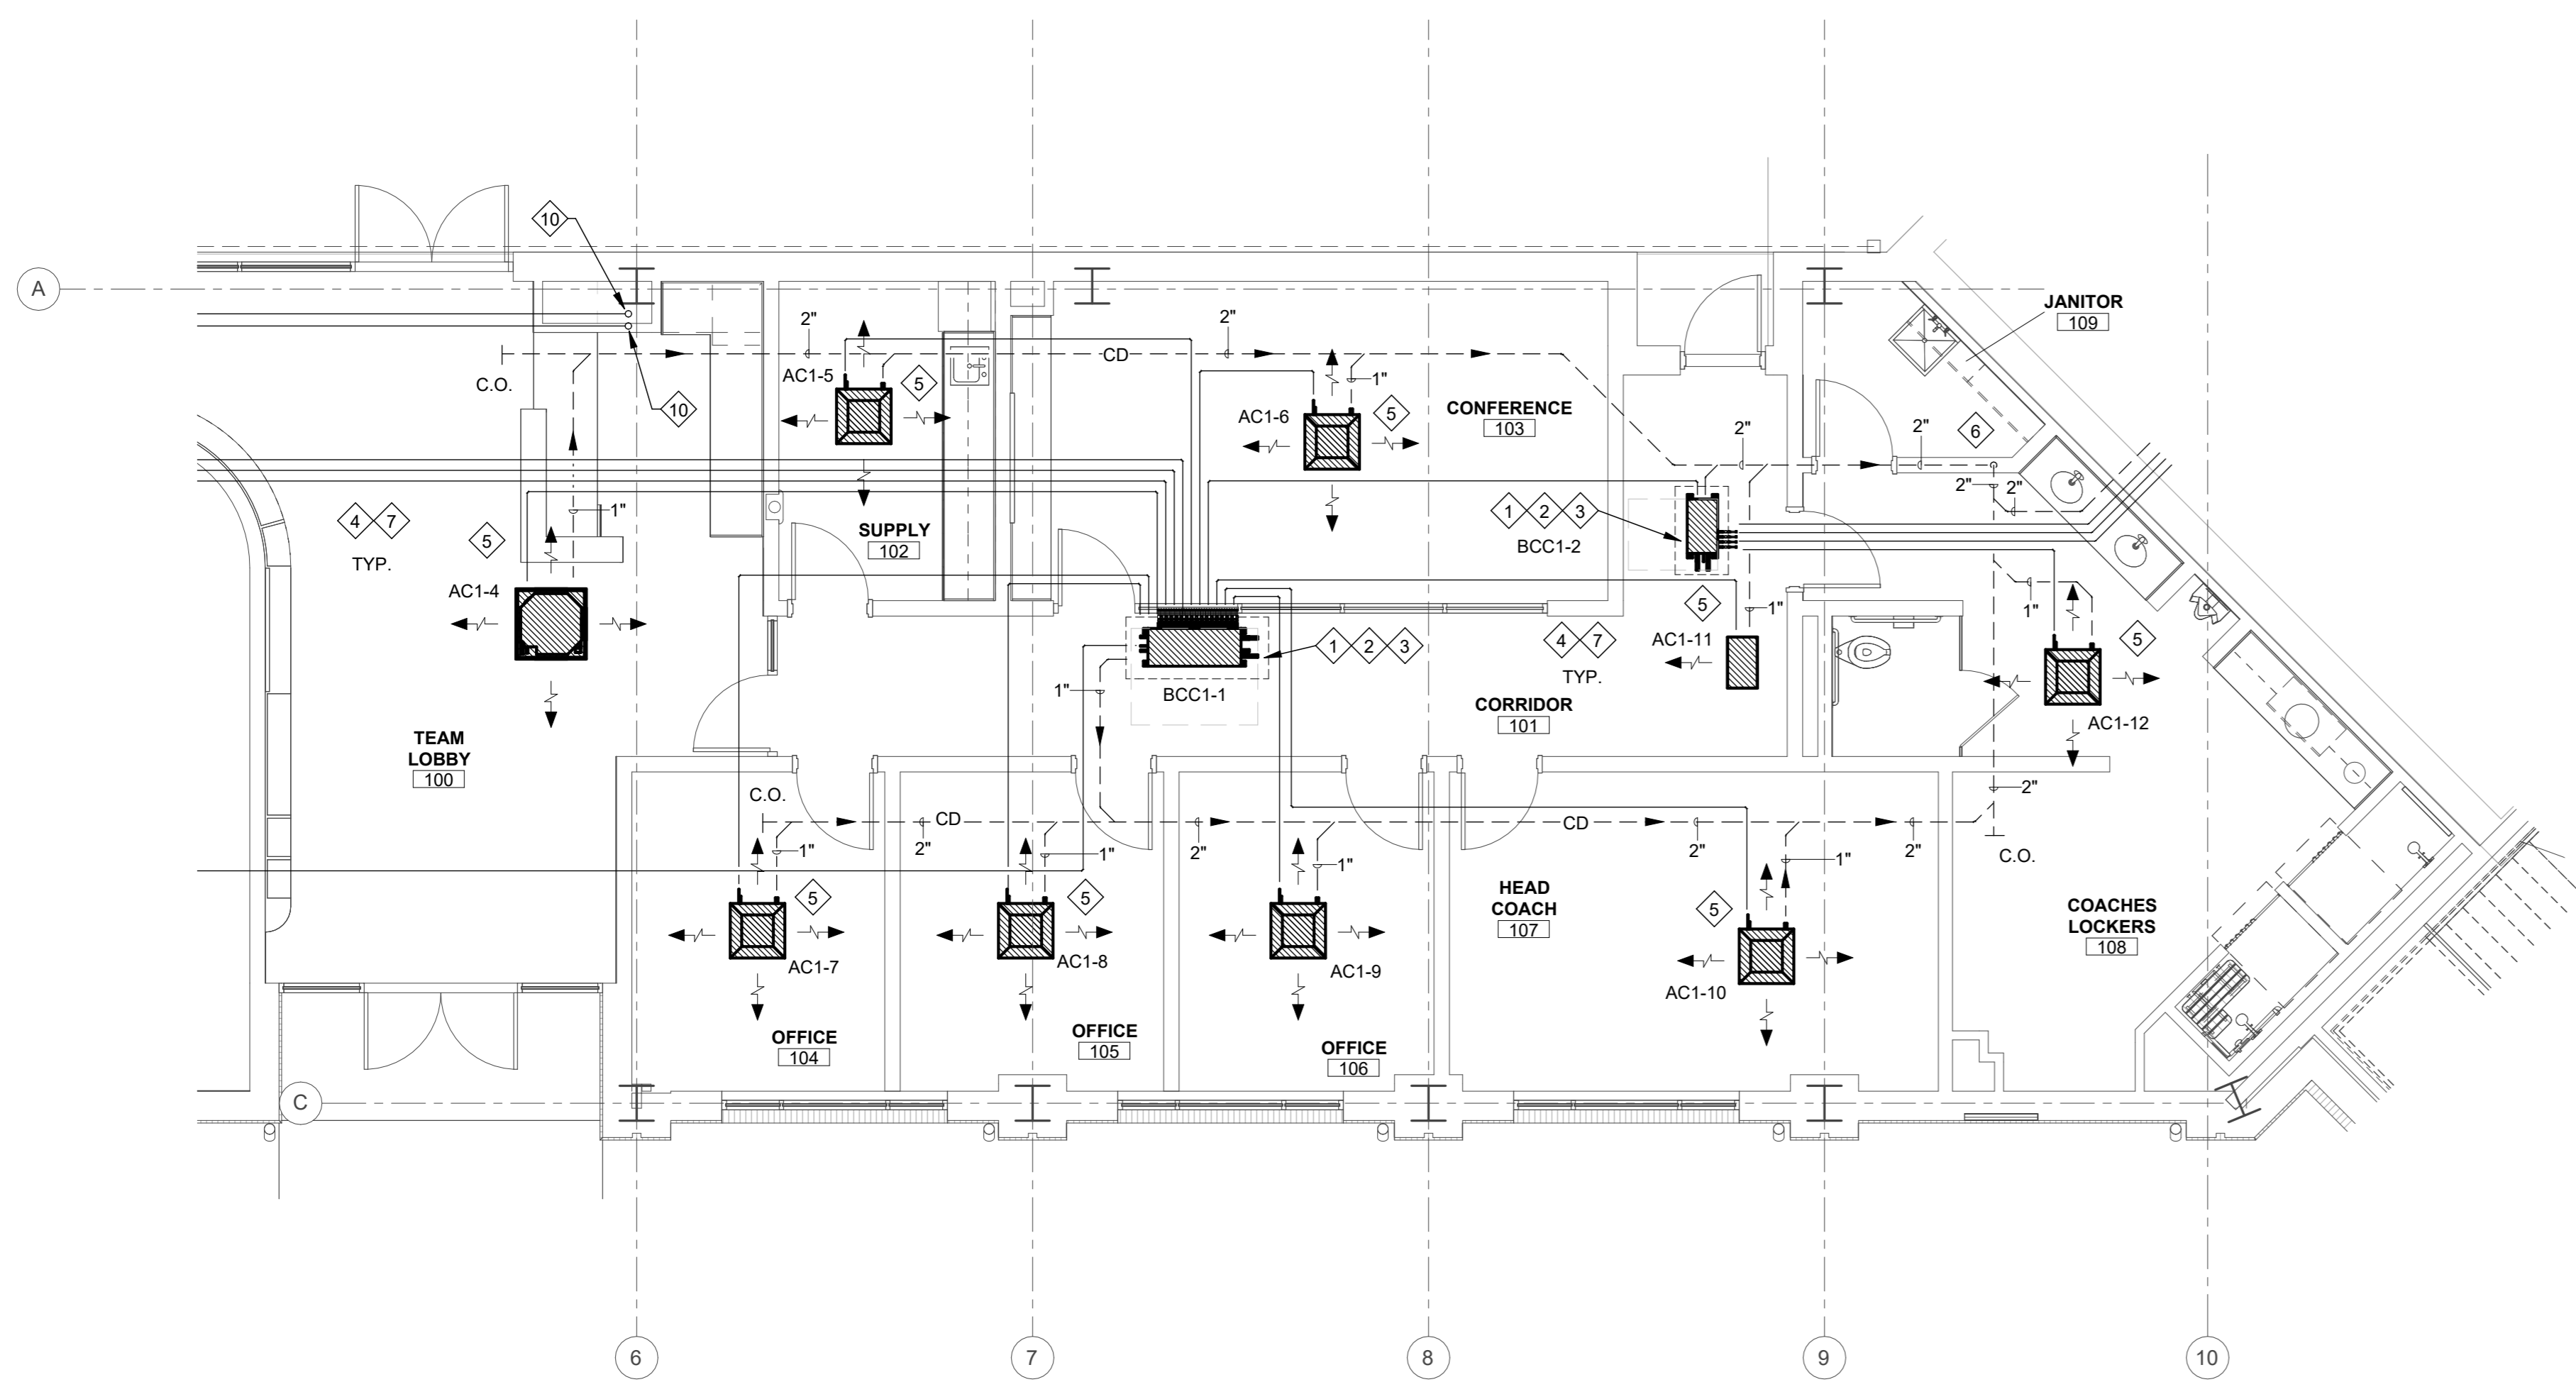 10
A
JANITOR
109
2"
2"
CD
C.O.
AC1-5
5
1"
10
AC1-6
5
CONFERENCE
103
2"
2"
6
4 7
TYP.
5
1"
SUPPLY
102
1 2 3
BCC1-2
2"
2"
AC1-4
5
1"
1"
AC1-11
4 7
TYP.
1 2 3
5
1"
BCC1-1
CORRIDOR
101
AC1-12
TEAM
LOBBY
100
C.O.
CD
2"
1"
1"
2"
1"
CD
2"
1"
2"
2"
C.O.
5
5
HEAD
COACH
107
5
COACHES
LOCKERS
108
AC1-7
AC1-8
AC1-9
AC1-10
OFFICE
104
OFFICE
105
OFFICE
106
C
6
7
8
9
10